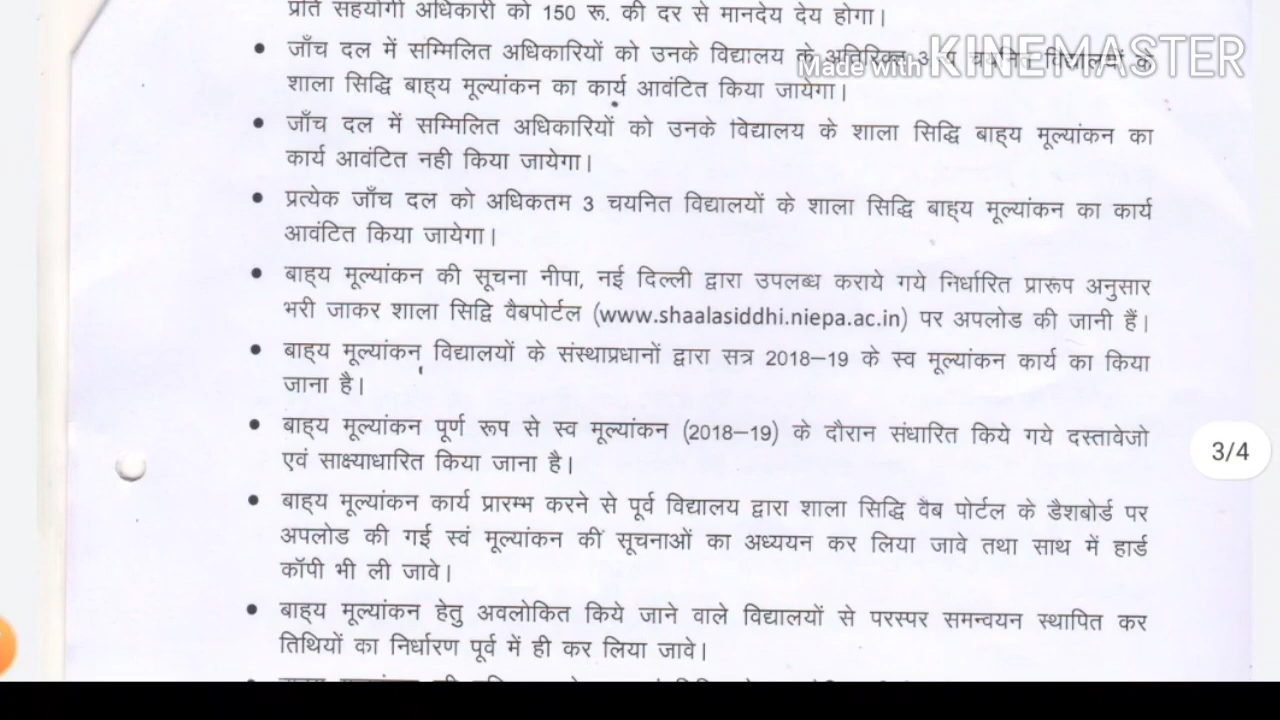 प्रति सहयोगी अधिकारी को 150 रू. की दर से मानदेय देय होगा।
Made with KINEMASTER
• जाँच दल में सम्मिलित अधिकारियों को उनके विद्यालय के अतिरिक्त चयनित विद्यालयों के
शाला सिद्धि बाह्य मूल्यांकन का कार्य आवंटित किया जायेगा।
• जाँच दल में सम्मिलित अधिकारियों को उनके विद्यालय के शाला सिद्धि बाह्य मूल्यांकन का
कार्य आवंटित नही किया जायेगा।
• प्रत्येक जाँच दल को अधिकतम 3 चयनित विद्यालयों के शाला सिद्धि बाह्य मूल्यांकन का कार्य
आवंटित किया जायेगा।
• बाह्य मूल्यांकन की सूचना नीपा, नई दिल्ली द्वारा उपलब्ध कराये गये निर्धारित प्रारूप अनुसार
भरी जाकर शाला सिद्वि वैबपोर्टल (www.shaalasiddhi.niepa.ac.in) पर अपलोड की जानी हैं।
• बाह्य मूल्यांकन विद्यालयों के संस्थाप्रधानों द्वारा सत्र 2018–19 के स्व मूल्यांकन कार्य का किया
जाना है।
• बाह्य मूल्यांकन पूर्ण रूप से स्व मूल्यांकन (2018–19) के दौरान संधारित किये गये दस्तावेजो
एवं साक्ष्याधारित किया जाना है।
• बाह्य मूल्यांकन कार्य प्रारम्भ करने से पूर्व विद्यालय द्वारा शाला सिद्धि वैब पोर्टल के डैशबोर्ड पर
अपलोड की गई स्वं मूल्यांकन की सूचनाओं का अध्ययन कर लिया जावे तथा साथ में हार्ड
कॉपी भी ली जावे।
• बाह्य मूल्यांकन हेतु अवलोकित किये जाने वाले विद्यालयों से परस्पर समन्वयन स्थापित कर
तिथियों का निर्धारण पूर्व में ही कर लिया जावे।
3/4